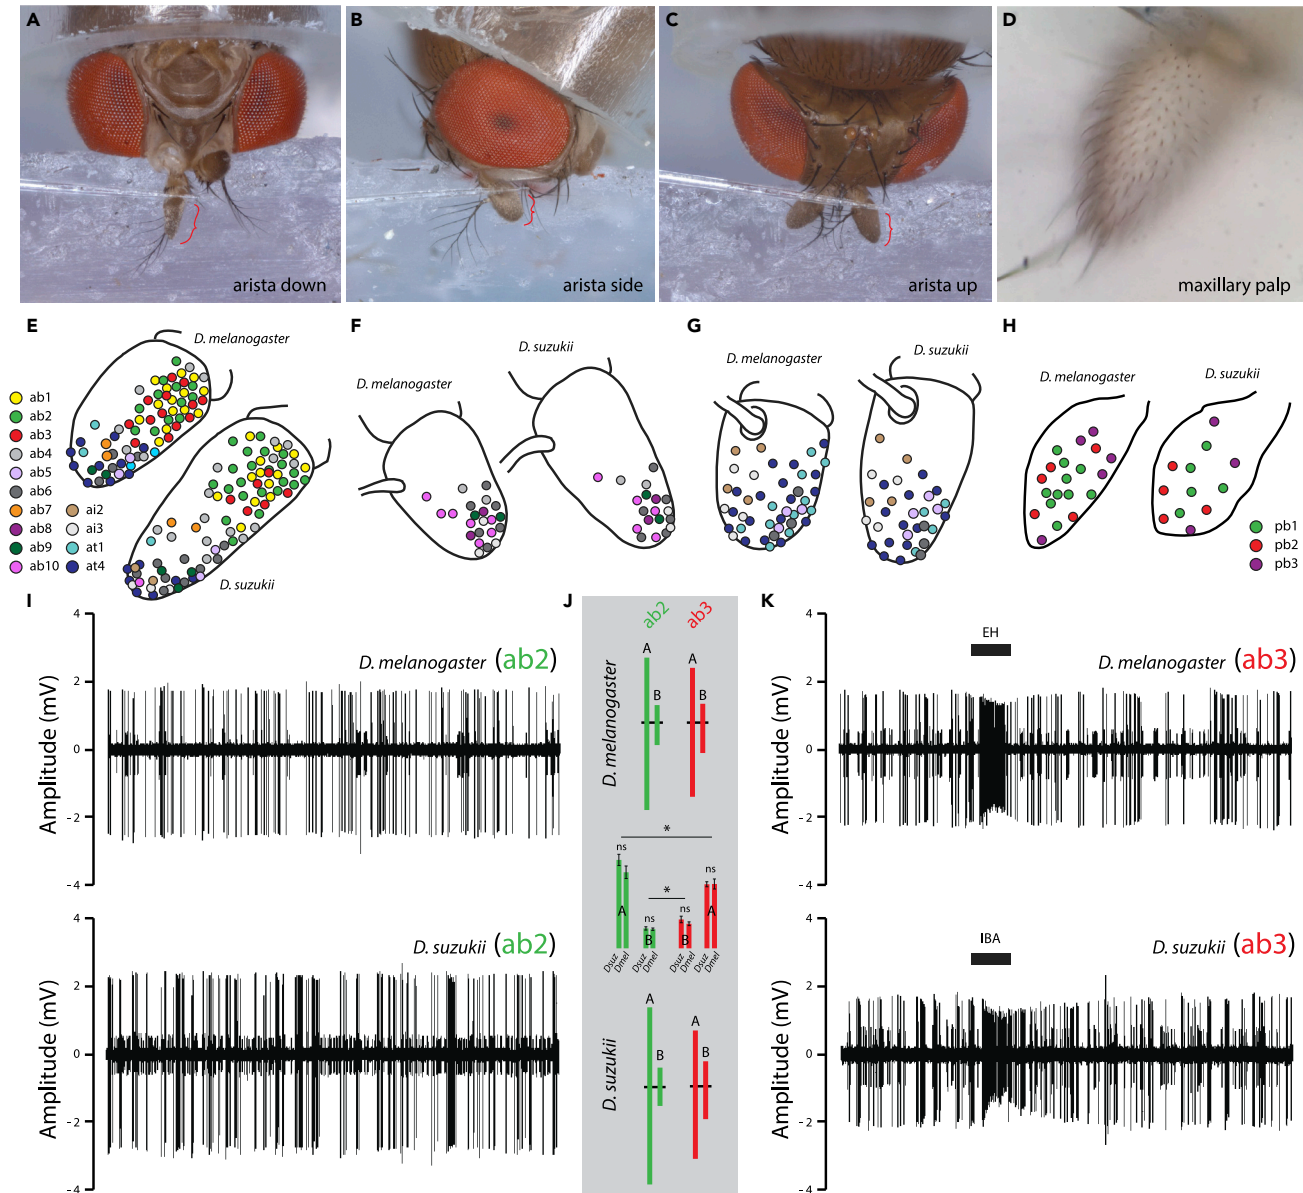 A
B
C
D
arista down
arista side
arista up
maxillary palp
E
D. melanogaster
ab1
ab2
ab3
ab4
ab5
ab6
ab7
ab8
ab9
ab10
ai2
ai3
at1
at4
D. suzukii
F
D. melanogaster
D. suzukii
G
D. melanogaster
D. suzukii
H
D. melanogaster
D. suzukii
pb1
pb2
pb3
I
4
2
0
-2
-4
Amplitude (mV)
D. melanogaster (ab2)
4
2
0
-2
-4
Amplitude (mV)
D. suzukii (ab2)
J
ab2
ab3
D. melanogaster
A
B
A
B
*
ns
ns
*
ns
ns
A
B
B
A
Dsuz
Dmel
Dsuz
Dmel
Dsuz
Dmel
Dsuz
Dmel
D. suzukii
A
B
A
B
K
4
2
0
-2
-4
Amplitude (mV)
EH
D. melanogaster (ab3)
4
2
0
-2
-4
Amplitude (mV)
IBA
D. suzukii (ab3)